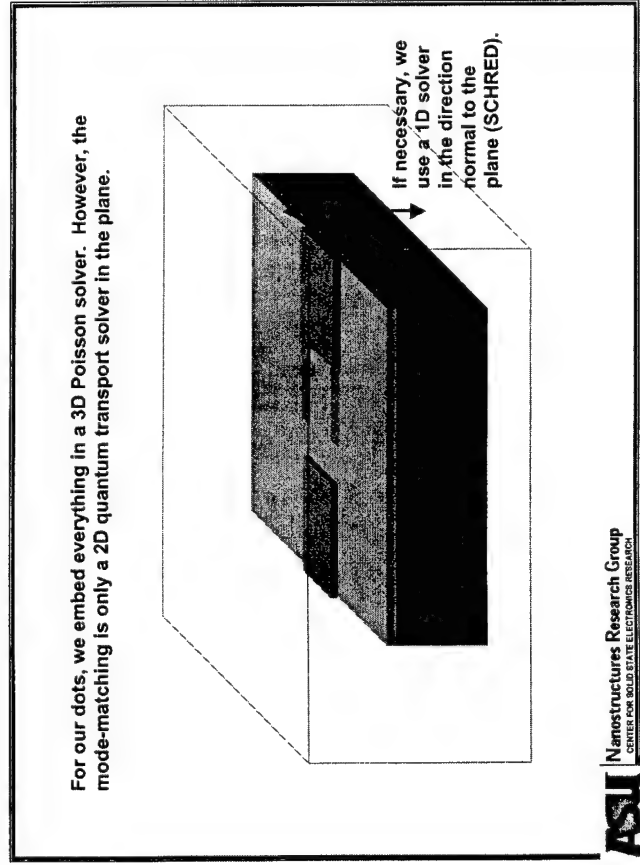 For our dots, we embed everything in a 3D Poisson solver. However, the
mode-matching is only a 2D quantum transport solver in the plane.
If necessary, we
use a 1D solver
in the direction
normal to the
plane (SCHRED).
ASU
Nanostructures Research Group
CENTER FOR SOLID STATE ELECTRONICS RESEARCH